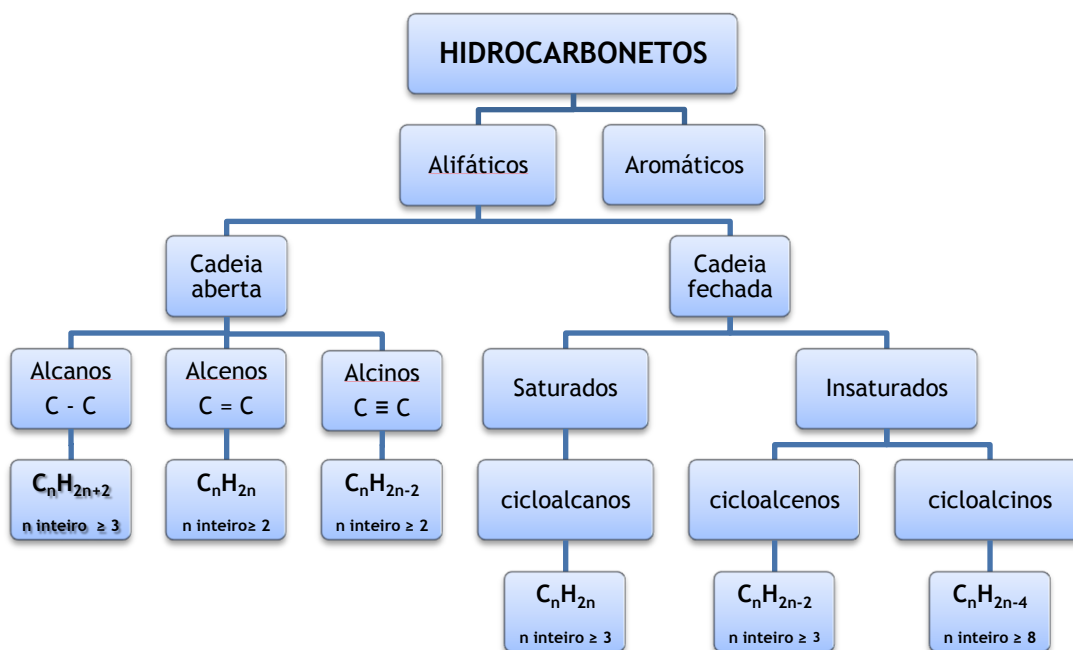 HIDROCARBONETOS
Alifáticos
Aromáticos
Cadeia
aberta
Cadeia
fechada
Alcanos
C - C
Alcenos
C = C
Alcinos
C ≡ C
Saturados
Insaturados
CₙH₂ₙ₊₂
n inteiro ≥ 3
CₙH₂ₙ
n inteiro≥ 2
CₙH₂ₙ₋₂
n inteiro ≥ 2
cicloalcanos
cicloalcenos
cicloalcinos
CₙH₂ₙ
n inteiro ≥ 3
CₙH₂ₙ₋₂
n inteiro ≥ 3
CₙH₂ₙ₋₄
n inteiro ≥ 8